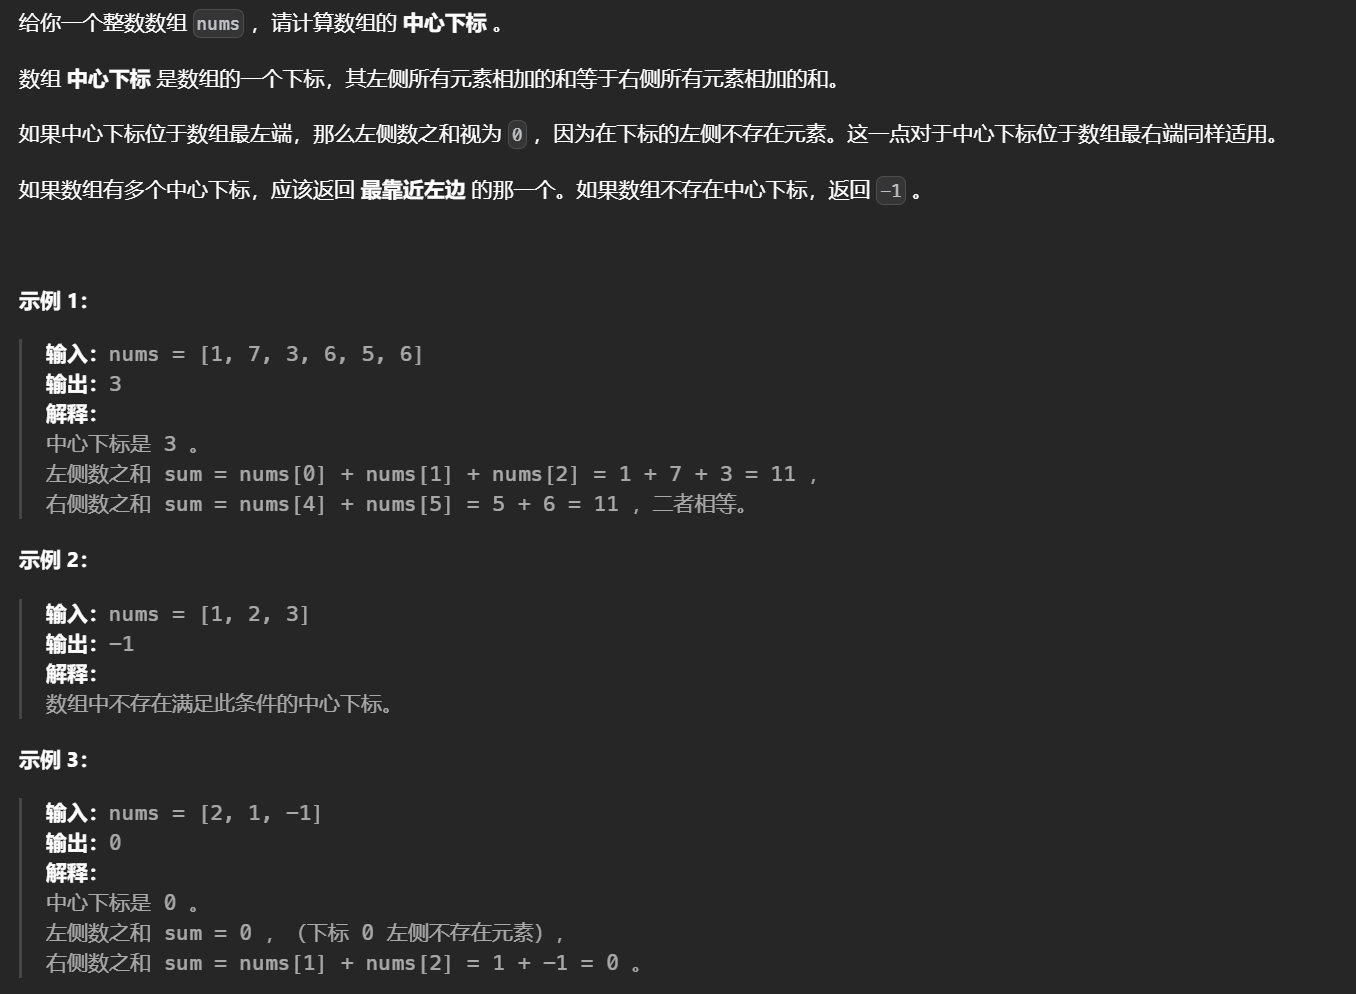 给你一个整数数组 nums ，请计算数组的 中心下标 。
数组 中心下标 是数组的一个下标，其左侧所有元素相加的和等于右侧所有元素相加的和。
如果中心下标位于数组最左端，那么左侧数之和视为 0 ，因为在下标的左侧不存在元素。这一点对于中心下标位于数组最右端同样适用。
如果数组有多个中心下标，应该返回 最靠近左边 的那一个。如果数组不存在中心下标，返回 -1 。
示例 1：
输入：nums = [1, 7, 3, 6, 5, 6]
输出：3
解释：
中心下标是 3 。
左侧数之和 sum = nums[0] + nums[1] + nums[2] = 1 + 7 + 3 = 11 ，
右侧数之和 sum = nums[4] + nums[5] = 5 + 6 = 11 ，二者相等。
示例 2：
输入：nums = [1, 2, 3]
输出：-1
解释：
数组中不存在满足此条件的中心下标。
示例 3：
输入：nums = [2, 1, -1]
输出：0
解释：
中心下标是 0 。
左侧数之和 sum = 0 ，（下标 0 左侧不存在元素），
右侧数之和 sum = nums[1] + nums[2] = 1 + -1 = 0 。